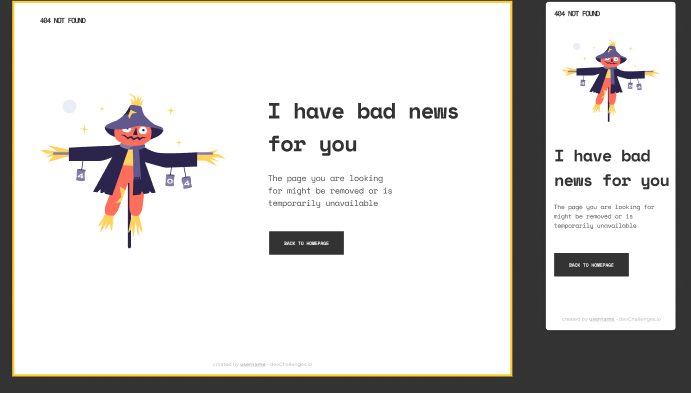 404 NOT FOUND
I have bad news
for you
4 0 4
The page you are looking
for might be removed or is
temporarily unavailable
BACK TO HOMEPAGE
created by username - devChallenges.io
404 NOT FOUND
4 0 4
I have bad
news for you
The page you are looking for
might be removed or is
temporarily unavailable
BACK TO HOMEPAGE
created by username - devChallenges.io